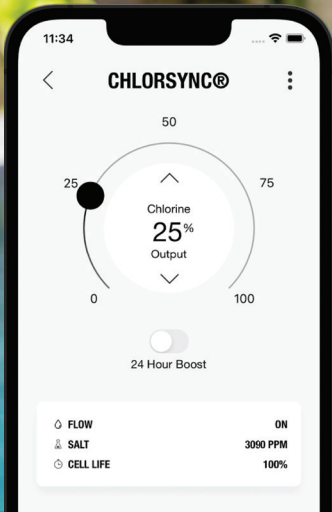 11:34
CHLORSYNC®
50
25
75
Chlorine
25%
Output
0
100
24 Hour Boost
FLOW ON
SALT 3090 PPM
CELL LIFE 100%